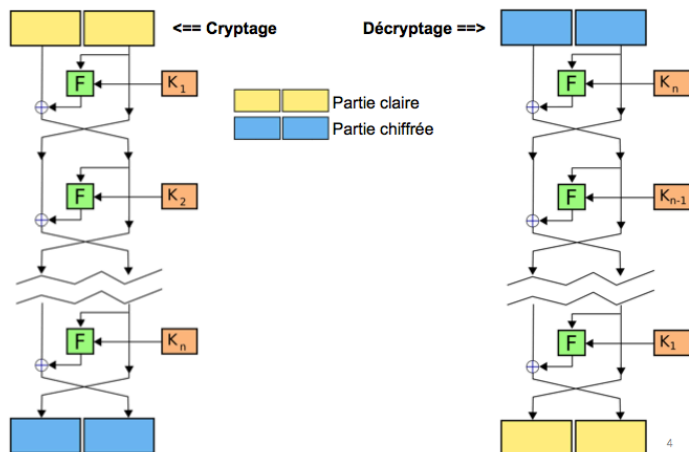 <== Cryptage
Décryptage ==>
F K₁
F Kₙ
Partie claire
Partie chiffrée
F K₂
F Kₙ₋₁
F Kₙ
F K₁
4